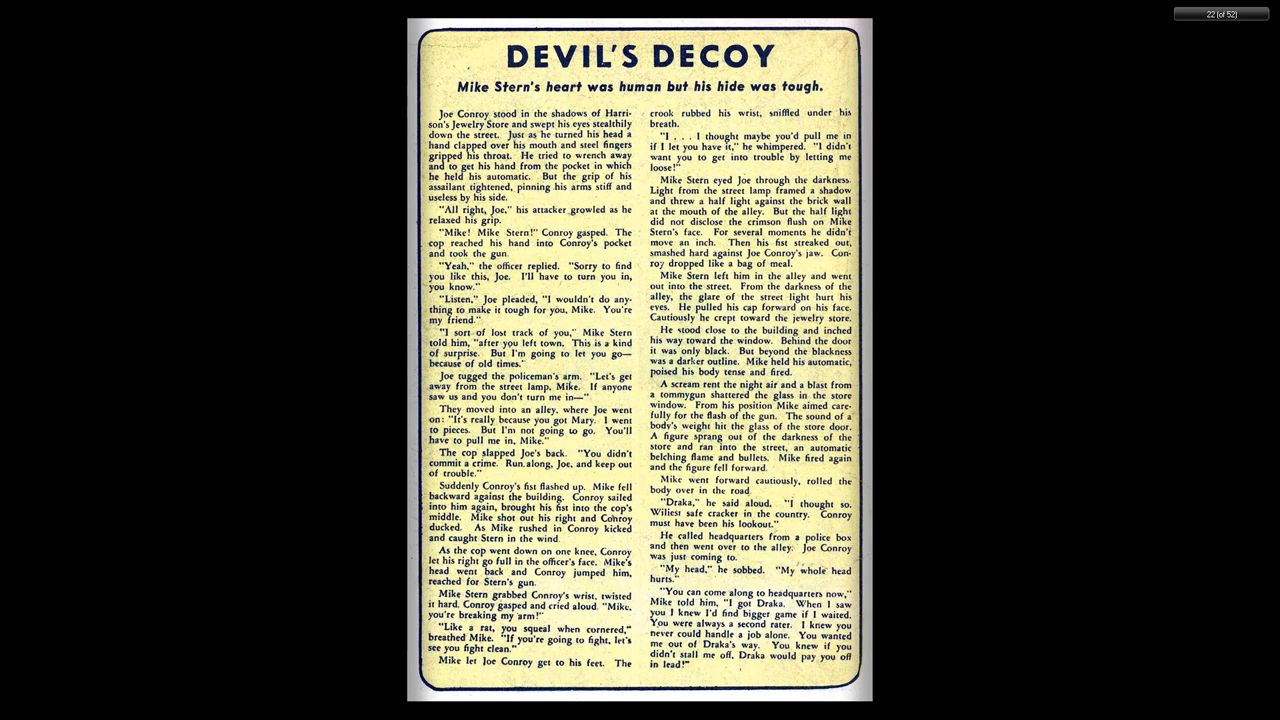 22 (of 52)
DEVIL'S DECOY
Mike Stern's heart was human but his hide was tough.
Joe Conroy stood in the shadows of Harri-
son's Jewelry Store and swept his eyes stealthily
down the street. Just as he turned his head a
hand clapped over his mouth and steel fingers
gripped his throat. He tried to wrench away
and to get his hand from the pocket in which
he held his automatic. But the grip of his
assailant tightened, pinning his arms stiff and
useless by his side.
"All right, Joe," his attacker growled as he
relaxed his grip.
"Mike! Mike Stern!" Conroy gasped. The
cop reached his hand into Conroy's pocket
and took the gun.
"Yeah," the officer replied. "Sorry to find
you like this, Joe. I'll have to turn you in,
you know."
"Listen," Joe pleaded, "I wouldn't do any-
thing to make it tough for you, Mike. You're
my friend."
"I sort of lost track of you," Mike Stern
told him, "after you left town. This is a kind
of surprise. But I'm going to let you go—
because of old times."
Joe tugged the policeman's arm. "Let's get
away from the street lamp, Mike. If anyone
saw us and you don't turn me in—"
They moved into an alley, where Joe went
on: "It's really because you got Mary. I went
to pieces. But I'm not going to go. You'll
have to pull me in, Mike."
The cop slapped Joe's back. "You didn't
commit a crime. Run along, Joe, and keep out
of trouble."
Suddenly Conroy's fist flashed up. Mike fell
backward against the building. Conroy sailed
into him again, brought his fist into the cop's
middle. Mike shot out his right and Conroy
ducked. As Mike rushed in Conroy kicked
and caught Stern in the wind.
As the cop went down on one knee, Conroy
let his right go full in the officer's face. Mike's
head went back and Conroy jumped him,
reached for Stern's gun.
Mike Stern grabbed Conroy's wrist, twisted
it hard. Conroy gasped and cried aloud. "Mike,
you're breaking my arm!"
"Like a rat, you squeal when cornered,"
breathed Mike. "If you're going to fight, let's
see you fight clean."
Mike let Joe Conroy get to his feet. The
crook rubbed his wrist, sniffled under his
breath.
"I . . . I thought maybe you'd pull me in
if I let you have it," he whimpered. "I didn't
want you to get into trouble by letting me
loose!"
Mike Stern eyed Joe through the darkness.
Light from the street lamp framed a shadow
and threw a half light against the brick wall
at the mouth of the alley. But the half light
did not disclose the crimson flush on Mike
Stern's face. For several moments he didn't
move an inch. Then his fist streaked out,
smashed hard against Joe Conroy's jaw. Con-
roy dropped like a bag of meal.
Mike Stern left him in the alley and went
out into the street. From the darkness of the
alley, the glare of the street light hurt his
eyes. He pulled his cap forward on his face.
Cautiously he crept toward the jewelry store.
He stood close to the building and inched
his way toward the window. Behind the door
it was only black. But beyond the blackness
was a darker outline. Mike held his automatic,
poised his body tense and fired.
A scream rent the night air and a blast from
a tommygun shattered the glass in the store
window. From his position Mike aimed care-
fully for the flash of the gun. The sound of a
body's weight hit the glass of the store door.
A figure sprang out of the darkness of the
store and ran into the street, an automatic
belching flame and bullets. Mike fired again
and the figure fell forward.
Mike went forward cautiously, rolled the
body over in the road.
"Draka," he said aloud. "I thought so.
Wiliest safe cracker in the country. Conroy
must have been his lookout."
He called headquarters from a police box
and then went over to the alley. Joe Conroy
was just coming to.
"My head," he sobbed. "My whole head
hurts."
"You can come along to headquarters now,"
Mike told him, "I got Draka. When I saw
you I knew I'd find bigger game if I waited.
You were always a second rater. I knew you
never could handle a job alone. You wanted
me out of Draka's way. You knew if you
didn't stall me off, Draka would pay you off
in lead!"